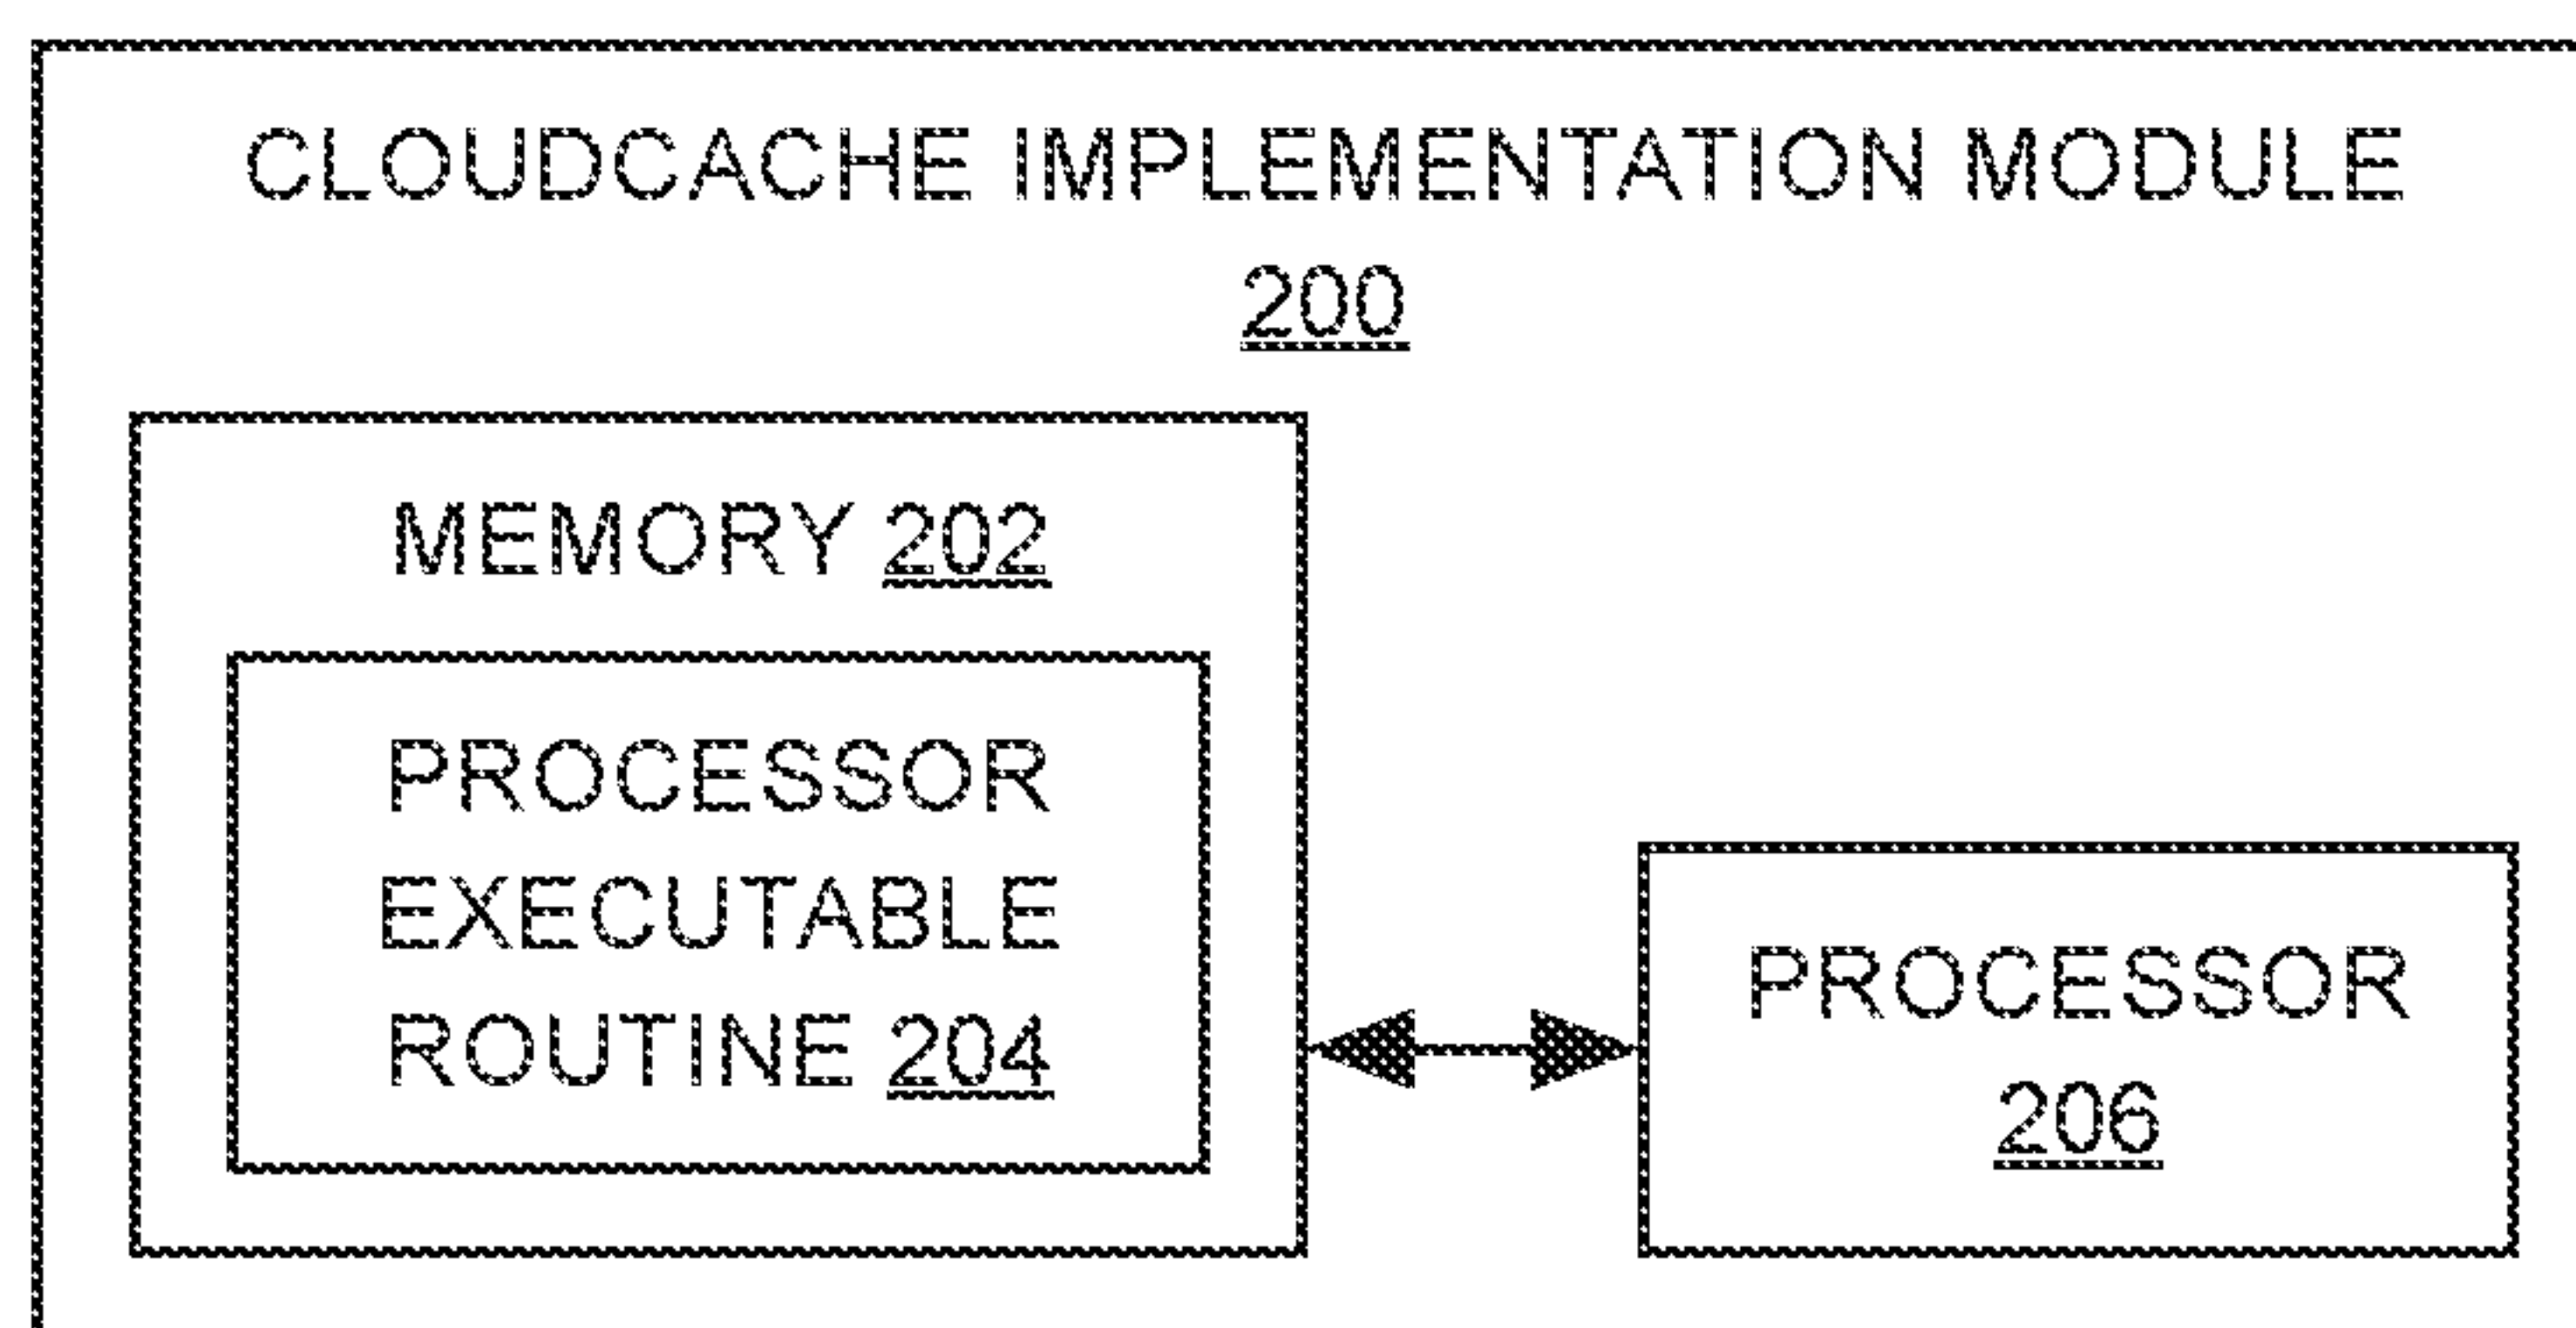 CLOUDCACHE IMPLEMENTATION MODULE
200
MEMORY 202
PROCESSOR
EXECUTABLE
ROUTINE 204
PROCESSOR
206